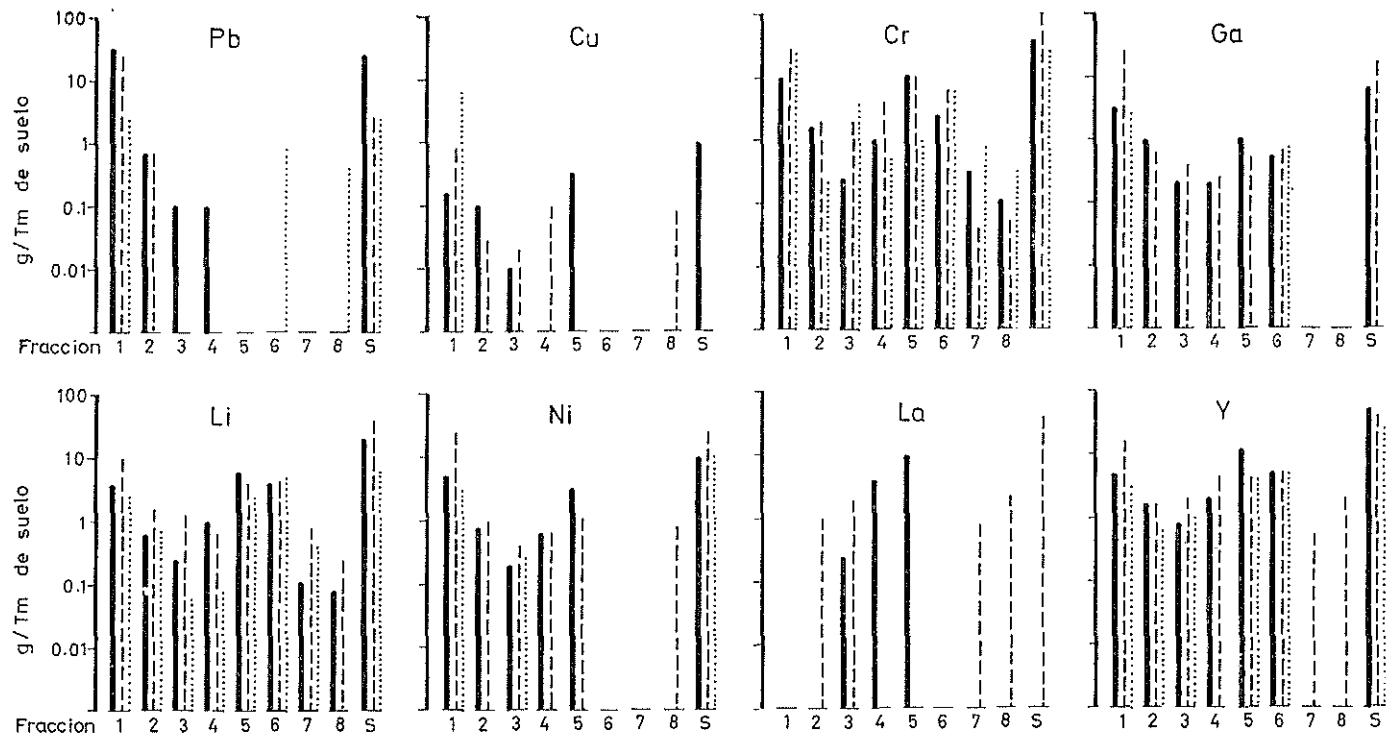 Pb Cu Cr Ga
g/Tm de suelo
100
10
1
0.1
0.01
Fraccion 1 2 3 4 5 6 7 8 S 1 2 3 4 5 6 7 8 S 1 2 3 4 5 6 7 8 1 2 3 4 5 6 7 8 S
Li Ni La Y
g/Tm de suelo
100
10
1
0.1
0.01
Fraccion 1 2 3 4 5 6 7 8 S 1 2 3 4 5 6 7 8 S 1 2 3 4 5 6 7 8 S 1 2 3 4 5 6 7 8 S